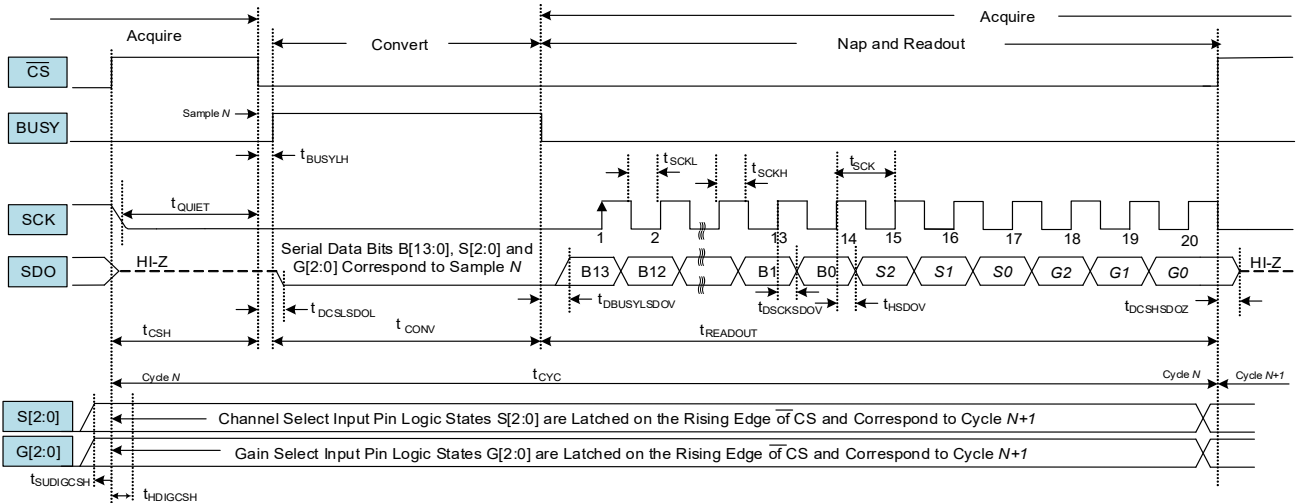 Acquire
Acquire
Convert
Nap and Readout
CS
Sample N
BUSY
tBUSYLH
tSCKL
tSCKH
tSCK
tQUIET
SCK
1 2 13 14 15 16 17 18 19 20
Serial Data Bits B[13:0], S[2:0] and
G[2:0] Correspond to Sample N
SDO
HI-Z
B13 B12 B1 B0 S2 S1 S0 G2 G1 G0
HI-Z
tDCSLSDOL
tDBUSYLSDOV
tDSCKSDOV
tHSDOV
tDCSHSDOZ
tCSH
tCONV
tREADOUT
Cycle N
tCYC
Cycle N
Cycle N+1
S[2:0]
Channel Select Input Pin Logic States S[2:0] are Latched on the Rising Edge of CS and Correspond to Cycle N+1
G[2:0]
Gain Select Input Pin Logic States G[2:0] are Latched on the Rising Edge of CS and Correspond to Cycle N+1
tSUDIGCSH
tHDIGCSH